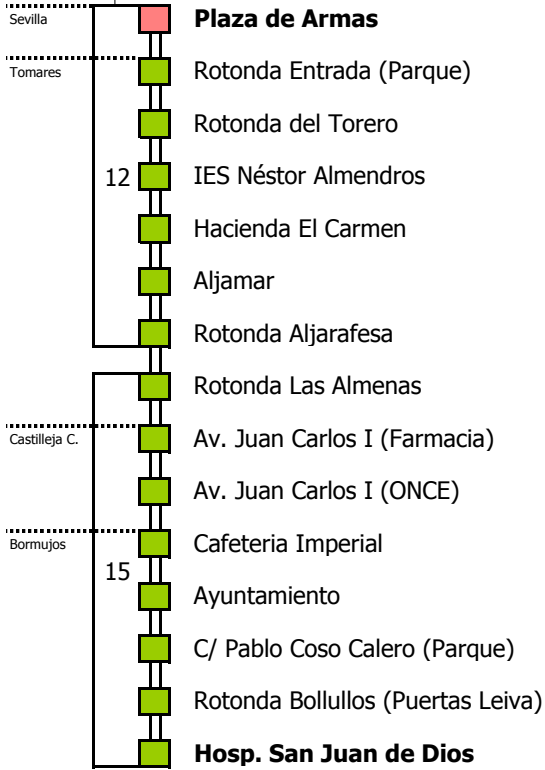 Sevilla
Plaza de Armas
Tomares
Rotonda Entrada (Parque)
Rotonda del Torero
12
IES Néstor Almendros
Hacienda El Carmen
Aljamar
Rotonda Aljarafesa
Rotonda Las Almenas
Castilleja C.
Av. Juan Carlos I (Farmacia)
Av. Juan Carlos I (ONCE)
Bormujos
Cafeteria Imperial
15
Ayuntamiento
C/ Pablo Coso Calero (Parque)
Rotonda Bollullos (Puertas Leiva)
Hosp. San Juan de Dios